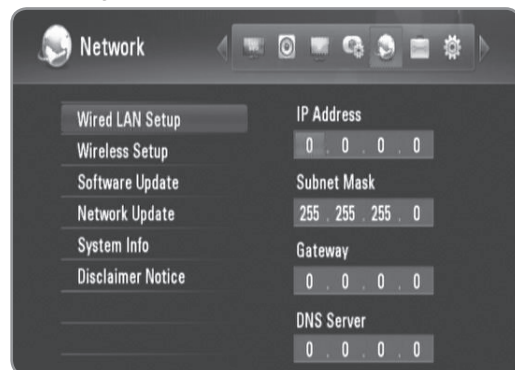 Network
Wired LAN Setup
Wireless Setup
Software Update
Network Update
System Info
Disclaimer Notice
IP Address
0 . 0 . 0 . 0
Subnet Mask
255 . 255 . 255 . 0
Gateway
0 . 0 . 0 . 0
DNS Server
0 . 0 . 0 . 0